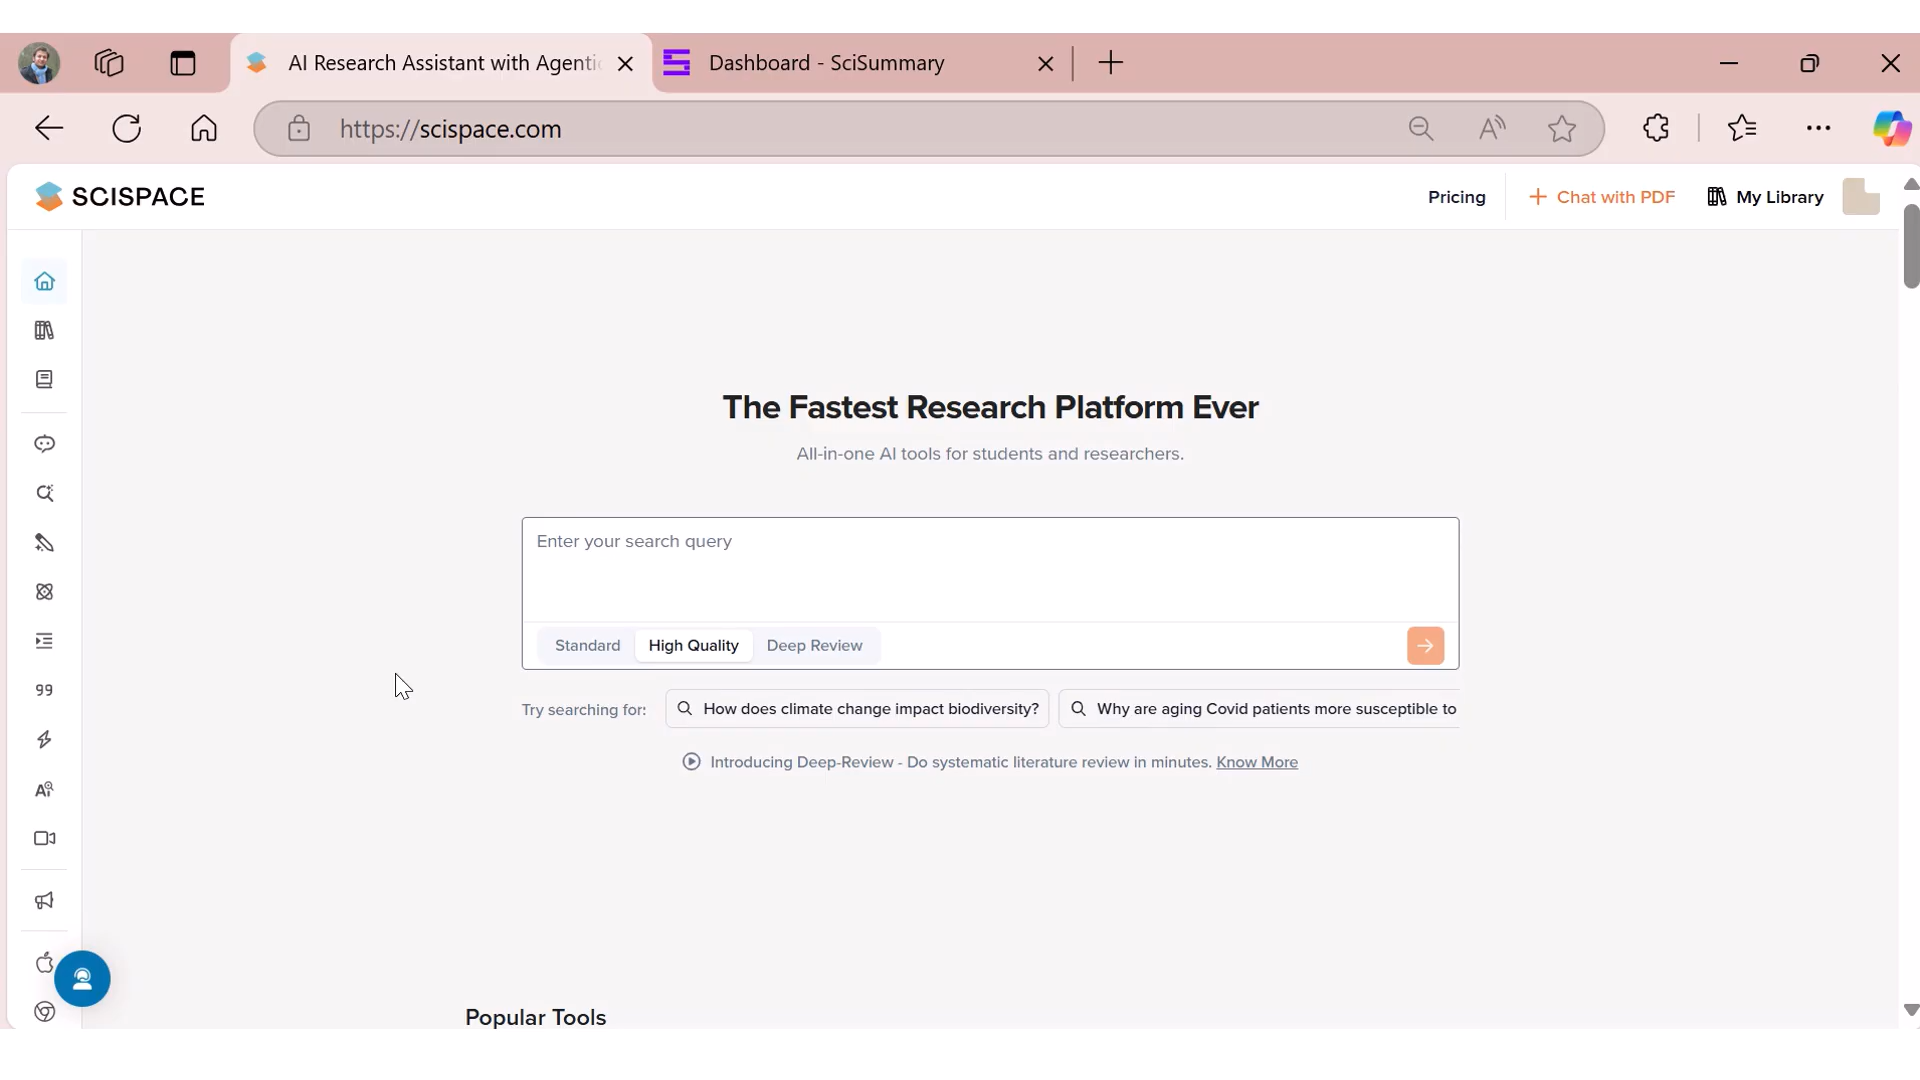 AI Research Assistant with Agenti
Dashboard - SciSummary
https://scispace.com
SCISPACE
Pricing
Chat with PDF
My Library
The Fastest Research Platform Ever
All-in-one AI tools for students and researchers.
Enter your search query
Standard
High Quality
Deep Review
Try searching for:
How does climate change impact biodiversity?
Why are aging Covid patients more susceptible to
Introducing Deep-Review - Do systematic literature review in minutes. Know More
Popular Tools